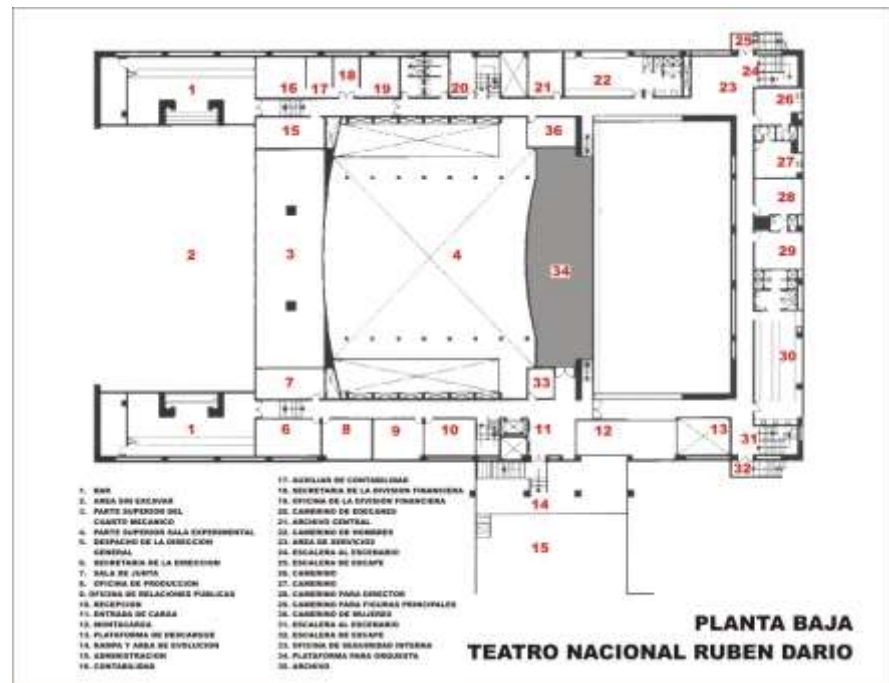 25
1
16
17
18
19
20
21
22
23
24
26
15
36
27
28
2
3
4
34
29
30
7
33
1
6
8
9
10
11
12
13
31
32
14
15
1. BAR
2. AREA SIN EXCAVAR
3. PARTE SUPERIOR DEL
CUARTO MECANICO
4. PARTE SUPERIOR SALA EXPERIMENTAL
5. DESPACHO DE LA DIRECCION
GENERAL
6. SECRETARIA DE LA DIRECCION
7. SALA DE JUNTA
8. OFICINA DE PRODUCCION
9. OFICINA DE RELACIONES PUBLICAS
10. RECEPCION
11. ENTRADA DE CARGA
12. MONTACARGA
13. PLATAFORMA DE DESCARGUE
14. RAMPA Y AREA DE EVOLUCION
15. ADMINISTRACION
16. CONTABILIDAD
17. AUXILIAR DE CONTABILIDAD
18. SECRETARIA DE LA DIVISION FINANCIERA
19. OFICINA DE LA DIVISION FINANCIERA
20. CAMERINO DE EDECANES
21. ARCHIVO CENTRAL
22. CAMERINO DE HOMBRES
23. AREA DE SERVICIOS
24. ESCALERA AL ESCENARIO
25. ESCALERA DE ESCAPE
26. CAMERINO
27. CAMERINO
28. CAMERINO PARA DIRECTOR
29. CAMERINO PARA FIGURAS PRINCIPALES
30. CAMERINO DE MUJERES
31. ESCALERA AL ESCENARIO
32. ESCALERA DE ESCAPE
33. OFICINA DE SEGURIDAD INTERNA
34. PLATAFORMA PARA ORQUESTA
35. ARCHIVO
PLANTA BAJA
TEATRO NACIONAL RUBEN DARIO